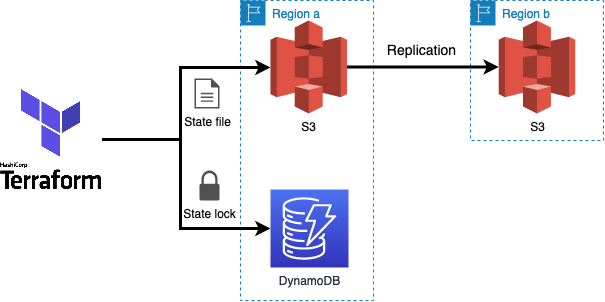 Region a
Region b
Replication
State file
S3
S3
HashiCorp
Terraform
State lock
DynamoDB